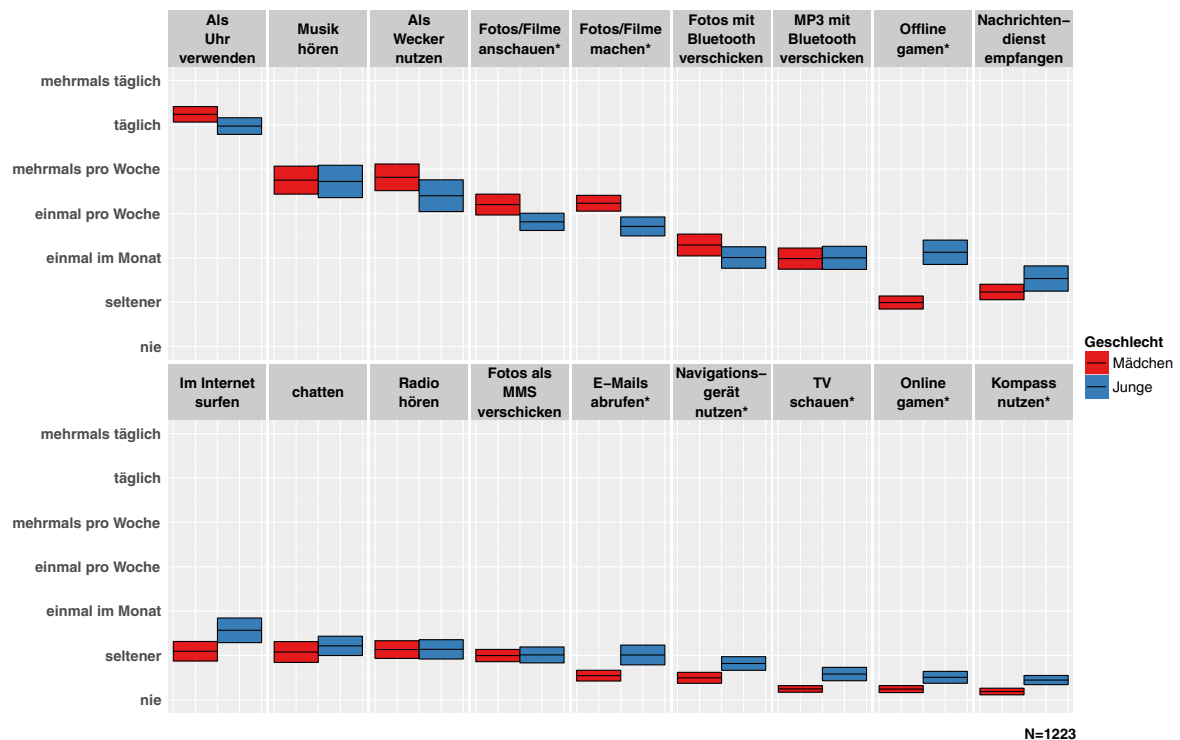 Als
Uhr
verwenden
Musik
hören
Als
Wecker
nutzen
Fotos/Filme
anschauen*
Fotos/Filme
machen*
Fotos mit
Bluetooth
verschicken
MP3 mit
Bluetooth
verschicken
Offline
gamen*
Nachrichten−
dienst
empfangen
mehrmals täglich
täglich
mehrmals pro Woche
einmal pro Woche
einmal im Monat
seltener
nie
Geschlecht
Mädchen
Junge
Im Internet
surfen
chatten
Radio
hören
Fotos als
MMS
verschicken
E−Mails
abrufen*
Navigations−
gerät
nutzen*
TV
schauen*
Online
gamen*
Kompass
nutzen*
mehrmals täglich
täglich
mehrmals pro Woche
einmal pro Woche
einmal im Monat
seltener
nie
N=1223